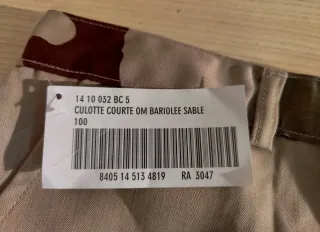 14 10 032 BC 5
CULOTTE COURTE OM BARIOLEE SABLE
100
8405 14 513 4819 RA 3047